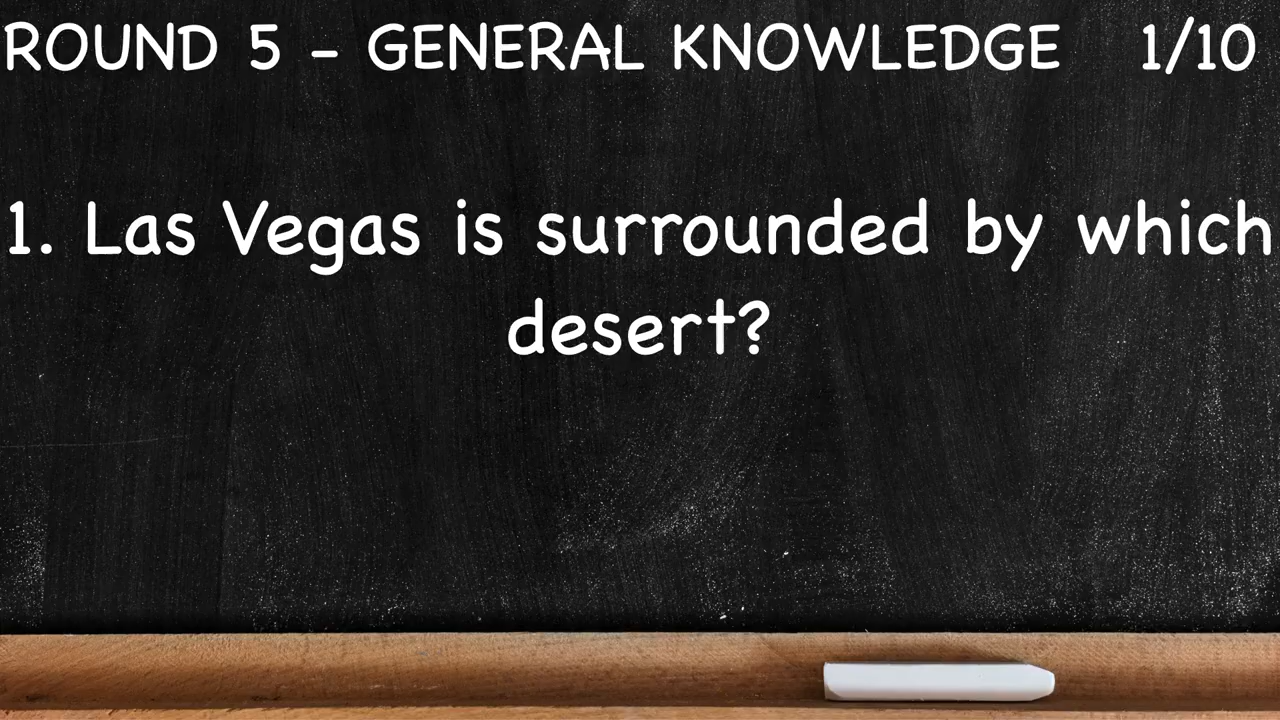 ROUND 5 - GENERAL KNOWLEDGE 1/10
1. Las Vegas is surrounded by which
desert?